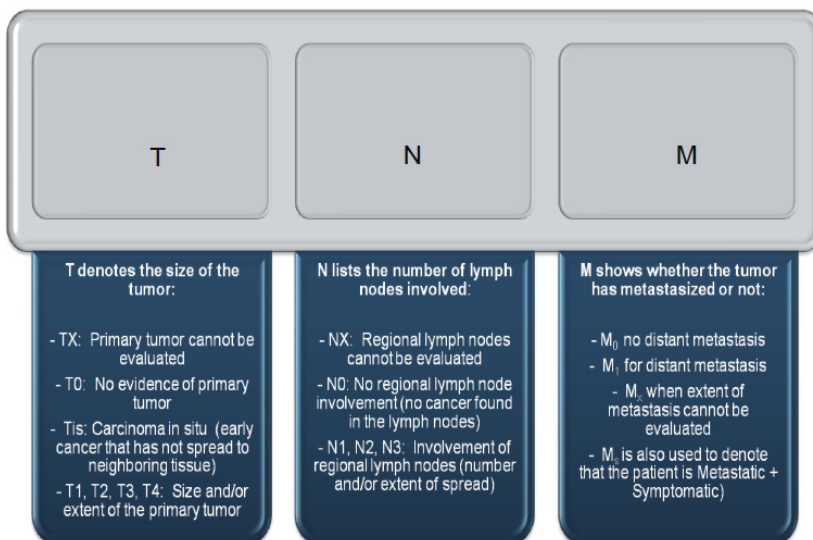 T
N
M
T denotes the size of the
tumor:
- TX: Primary tumor cannot be
evaluated
- T0: No evidence of primary
tumor
- Tis: Carcinoma in situ (early
cancer that has not spread to
neighboring tissue)
- T1, T2, T3, T4: Size and/or
extent of the primary tumor
N lists the number of lymph
nodes involved:
- NX: Regional lymph nodes
cannot be evaluated
- N0: No regional lymph node
involvement (no cancer found
in the lymph nodes)
- N1, N2, N3: Involvement of
regional lymph nodes (number
and/or extent of spread)
M shows whether the tumor
has metastasized or not:
- M0 no distant metastasis
- M1 for distant metastasis
- Mx when extent of
metastasis cannot be
evaluated
- Ms is also used to denote
that the patient is Metastatic +
Symptomatic)